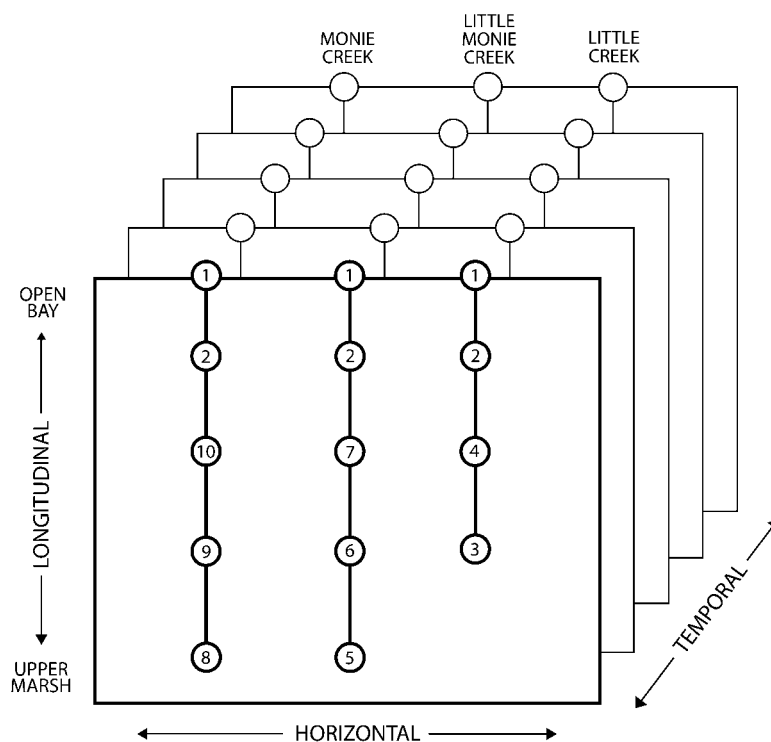 MONIE
CREEK
LITTLE
MONIE
CREEK
LITTLE
CREEK
OPEN
BAY
LONGITUDINAL
UPPER
MARSH
1 1 1
2 2 2
10 7 4
9 6 3
8 5
TEMPORAL
HORIZONTAL